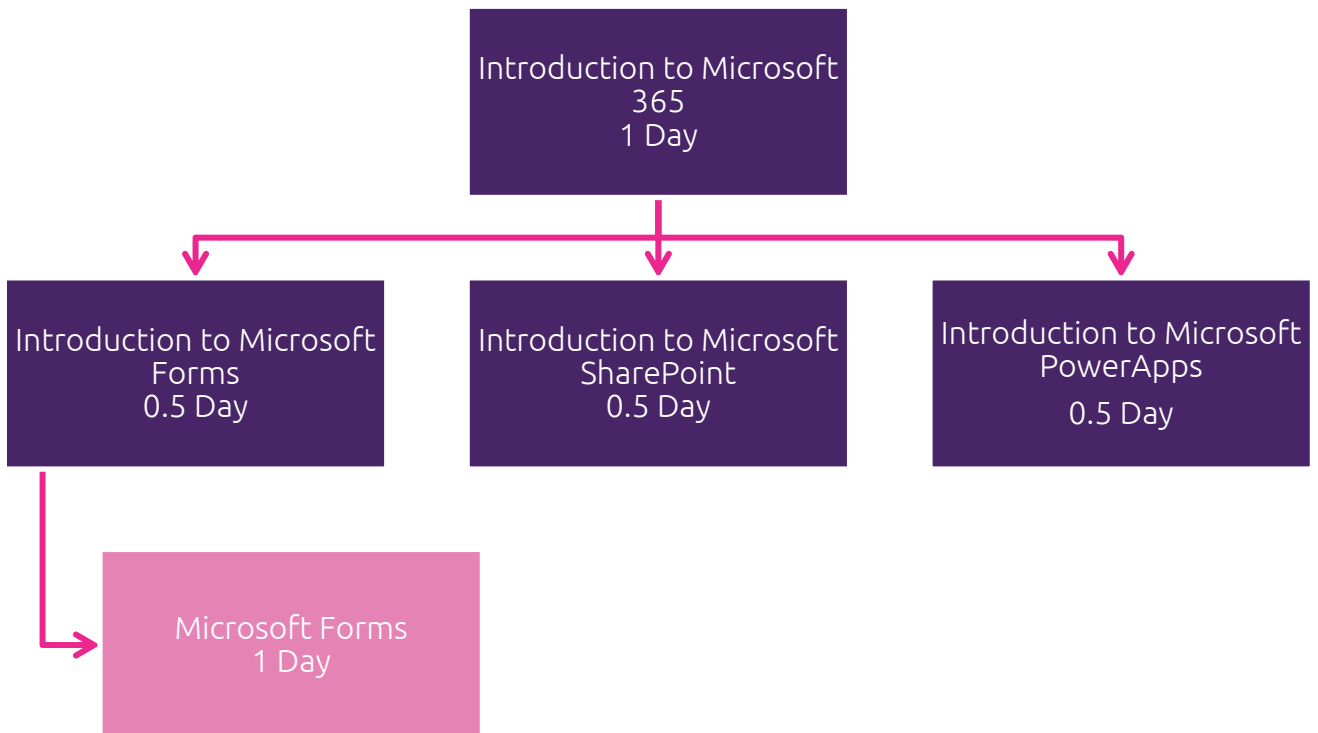 Introduction to Microsoft
365
1 Day
Introduction to Microsoft
Forms
0.5 Day
Introduction to Microsoft
SharePoint
0.5 Day
Introduction to Microsoft
PowerApps
0.5 Day
Microsoft Forms
1 Day